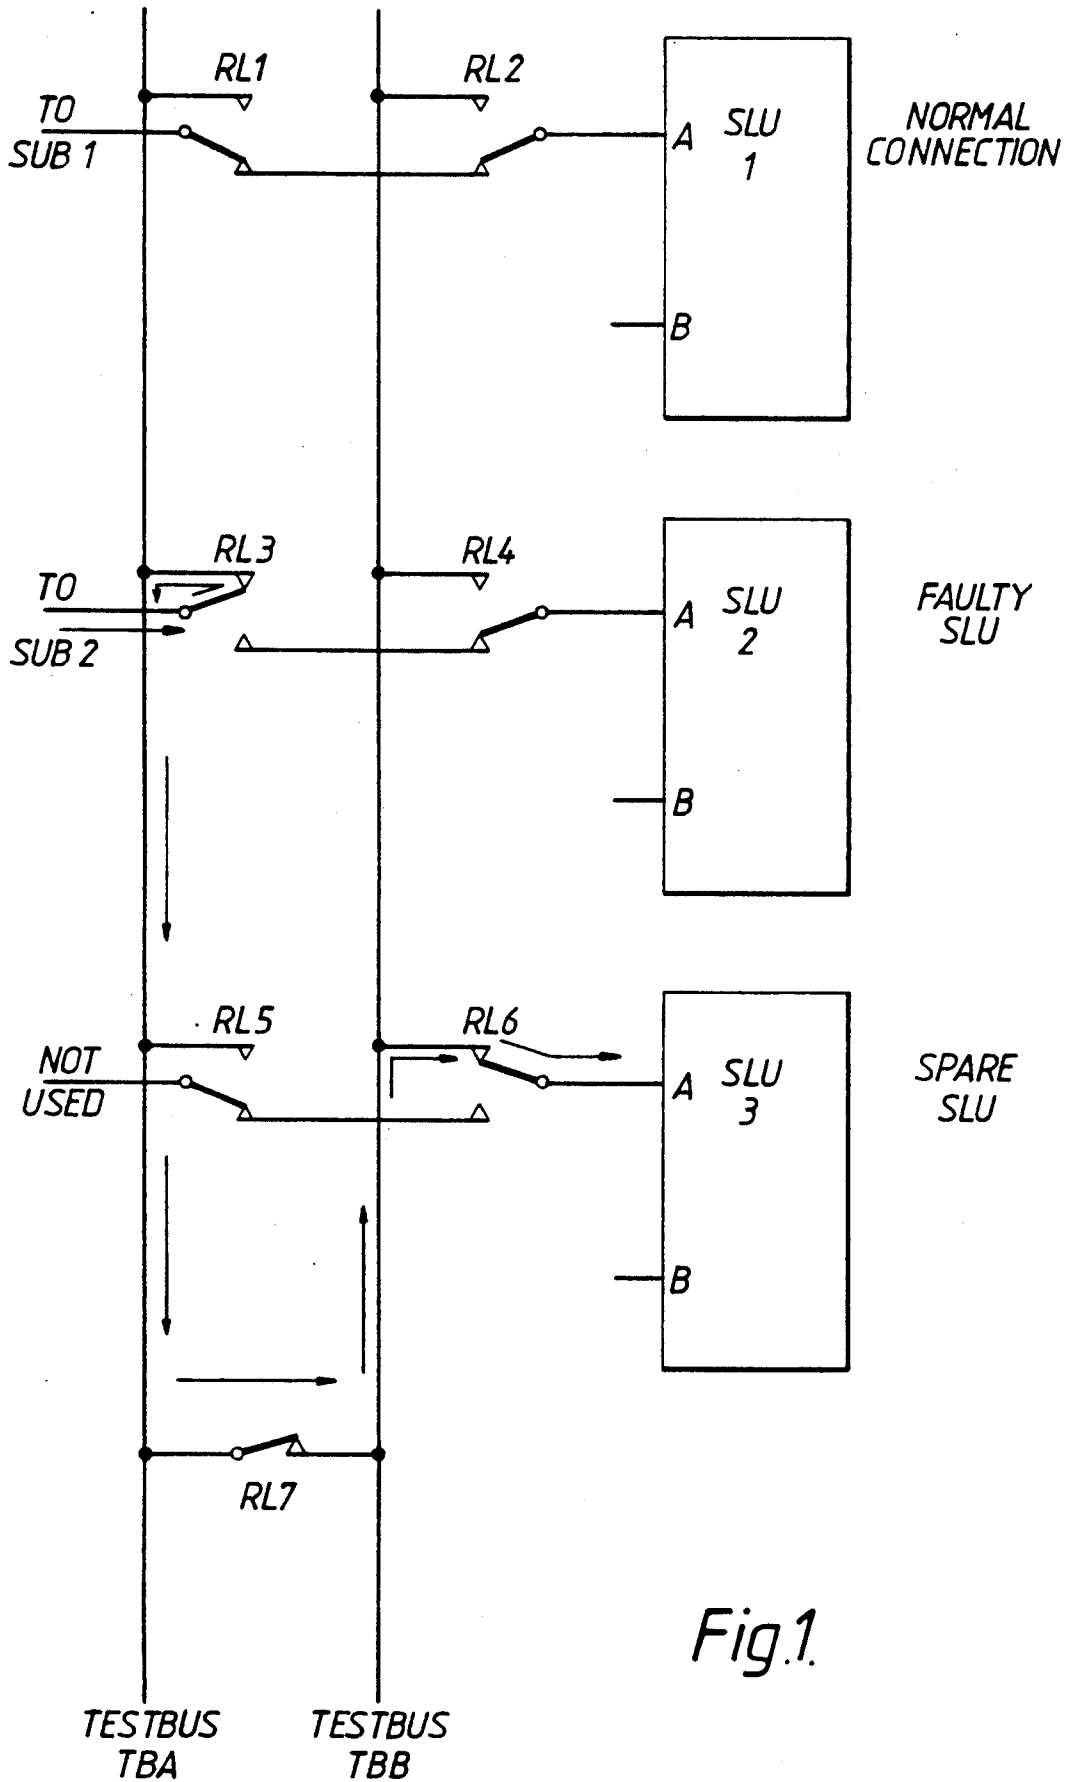 RL1
RL2
TO
SUB 1
A
SLU
1
B
NORMAL
CONNECTION
RL3
RL4
TO
SUB 2
A
SLU
2
B
FAULTY
SLU
RL5
RL6
NOT
USED
A
SLU
3
B
SPARE
SLU
RL7
Fig.1.
TESTBUS
TBA
TESTBUS
TBB